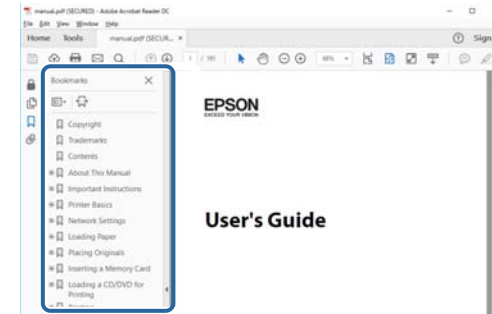 manual.pdf (SECURED) - Adobe Acrobat Reader DC
File Edit View Window Help
Home Tools manual.pdf (SECUR... × Sign
Bookmarks
Copyright
Trademarks
Contents
About This Manual
Important Instructions
Printer Basics
Network Settings
Loading Paper
Placing Originals
Inserting a Memory Card
Loading a CD/DVD for
Printing
EPSON
EXCEED YOUR VISION
User's Guide